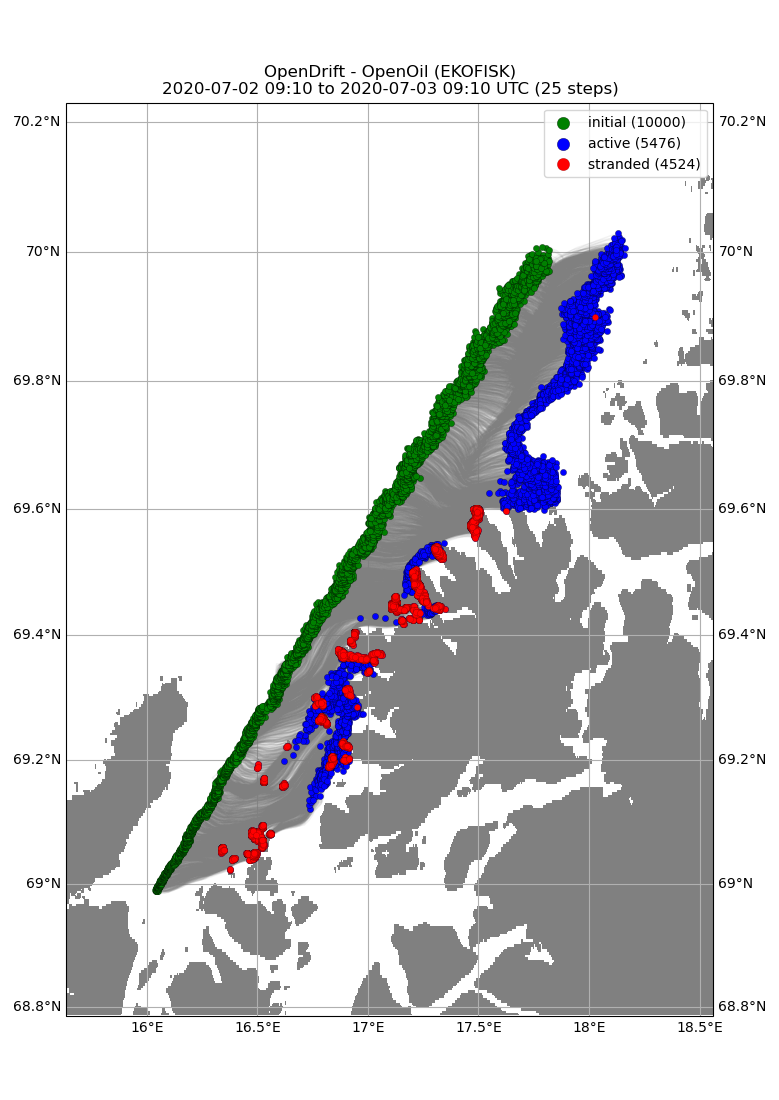 OpenDrift - OpenOil (EKOFISK)
2020-07-02 09:10 to 2020-07-03 09:10 UTC (25 steps)
initial (10000)
active (5476)
stranded (4524)
70.2°N 70.2°N
70°N 70°N
69.8°N 69.8°N
69.6°N 69.6°N
69.4°N 69.4°N
69.2°N 69.2°N
69°N 69°N
68.8°N 68.8°N
16°E 16.5°E 17°E 17.5°E 18°E 18.5°E